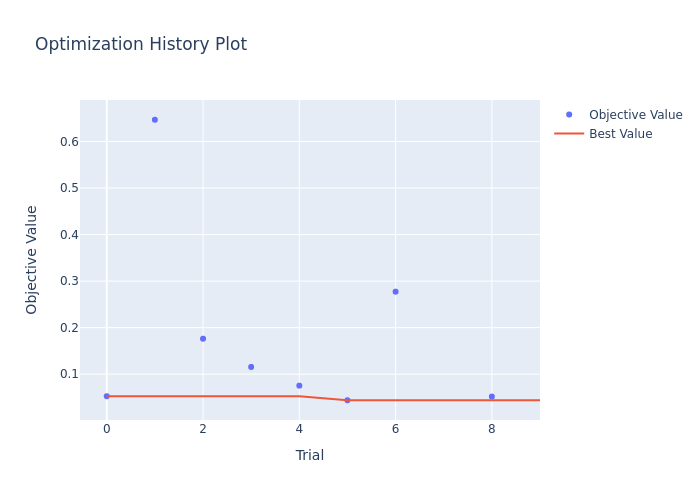 Optimization History Plot
Objective Value
Best Value
0.6
0.5
0.4
0.3
0.2
0.1
Objective Value
0 2 4 6 8
Trial